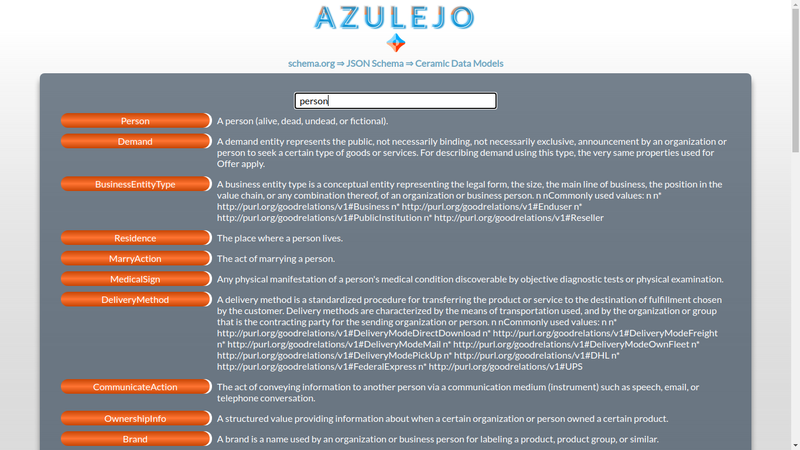 AZULEJO
schema.org ⇒ JSON Schema ⇒ Ceramic Data Models
person
Person
A person (alive, dead, undead, or fictional).
Demand
A demand entity represents the public, not necessarily binding, not necessarily exclusive, announcement by an organization or
person to seek a certain type of goods or services. For describing demand using this type, the very same properties used for
Offer apply.
BusinessEntityType
A business entity type is a conceptual entity representing the legal form, the size, the main line of business, the position in the
value chain, or any combination thereof, of an organization or business person. n nCommonly used values: n n*
http://purl.org/goodrelations/v1#Business n* http://purl.org/goodrelations/v1#Enduser n*
http://purl.org/goodrelations/v1#PublicInstitution n* http://purl.org/goodrelations/v1#Reseller
Residence
The place where a person lives.
MarryAction
The act of marrying a person.
MedicalSign
Any physical manifestation of a person's medical condition discoverable by objective diagnostic tests or physical examination.
DeliveryMethod
A delivery method is a standardized procedure for transferring the product or service to the destination of fulfillment chosen
by the customer. Delivery methods are characterized by the means of transportation used, and by the organization or group
that is the contracting party for the sending organization or person. n nCommonly used values: n n*
http://purl.org/goodrelations/v1#DeliveryModeDirectDownload n* http://purl.org/goodrelations/v1#DeliveryModeFreight
n* http://purl.org/goodrelations/v1#DeliveryModeMail n* http://purl.org/goodrelations/v1#DeliveryModeOwnFleet n*
http://purl.org/goodrelations/v1#DeliveryModePickUp n* http://purl.org/goodrelations/v1#DHL n*
http://purl.org/goodrelations/v1#FederalExpress n* http://purl.org/goodrelations/v1#UPS
CommunicateAction
The act of conveying information to another person via a communication medium (instrument) such as speech, email, or
telephone conversation.
OwnershipInfo
A structured value providing information about when a certain organization or person owned a certain product.
Brand
A brand is a name used by an organization or business person for labeling a product, product group, or similar.